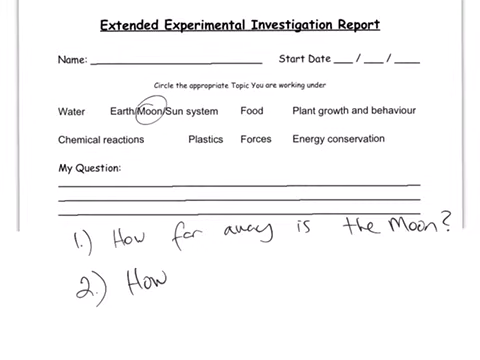 Extended Experimental Investigation Report
Name: Start Date / /
Circle the appropriate Topic You are working under
Water Earth/Moon/Sun system Food Plant growth and behaviour
Chemical reactions Plastics Forces Energy conservation
My Question:
1.) How far away is the Moon?
2.) How